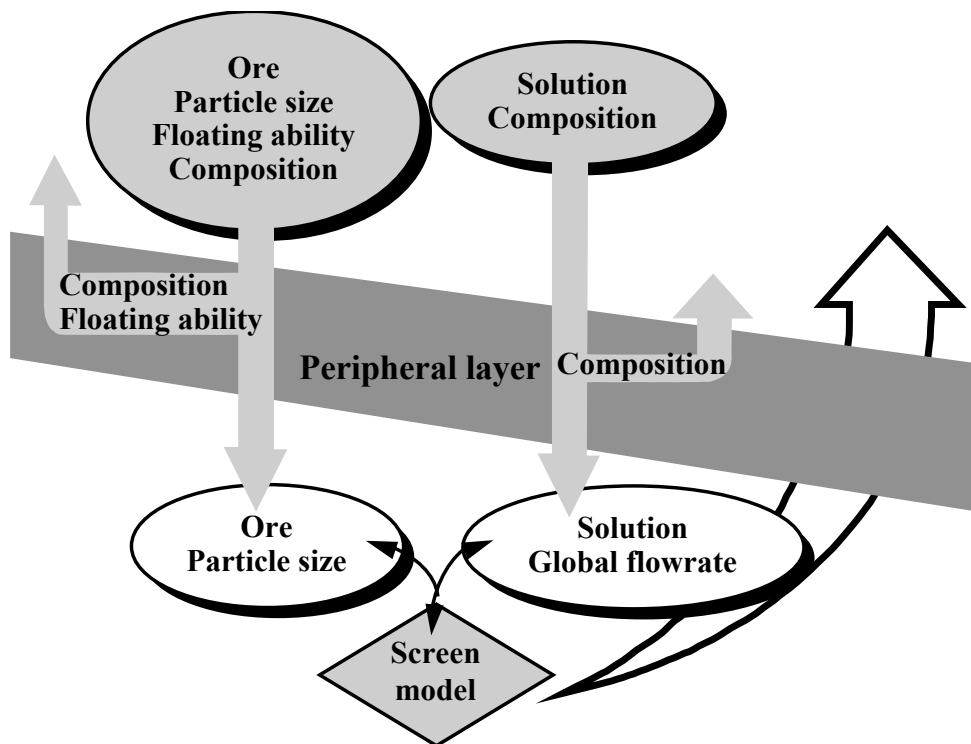 Ore
Particle size
Floating ability
Composition
Solution
Composition
Composition
Floating ability
Peripheral layer
Composition
Ore
Particle size
Solution
Global flowrate
Screen
model